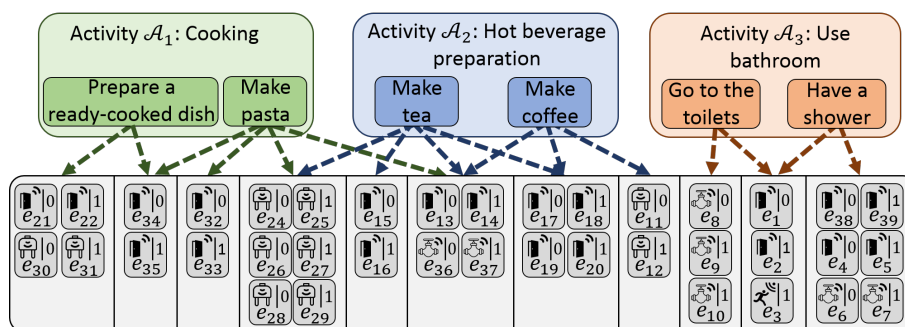 Activity 𝒜₁: Cooking
Prepare a
ready-cooked dish
Make
pasta
Activity 𝒜₂: Hot beverage
preparation
Make
tea
Make
coffee
Activity 𝒜₃: Use
bathroom
Go to the
toilets
Have a
shower
|0 |1 |0 |0 |0 |1 |0 |0 |1 |0 |1 |0 |0 |0 |0 |1
e₂₁ e₂₂ e₃₄ e₃₂ e₂₄ e₂₅ e₁₅ e₁₃ e₁₄ e₁₇ e₁₈ e₁₁ e₈ e₁ e₃₈ e₃₉
|0 |1 |1 |1 |0 |1 |1 |0 |1 |0 |1 |1 |1 |1 |0 |1
e₃₀ e₃₁ e₃₅ e₃₃ e₂₆ e₂₇ e₁₆ e₃₆ e₃₇ e₁₉ e₂₀ e₁₂ e₉ e₂ e₄ e₅
|0 |1 |1 |1 |0 |1
e₂₈ e₂₉ e₁₀ e₃ e₆ e₇